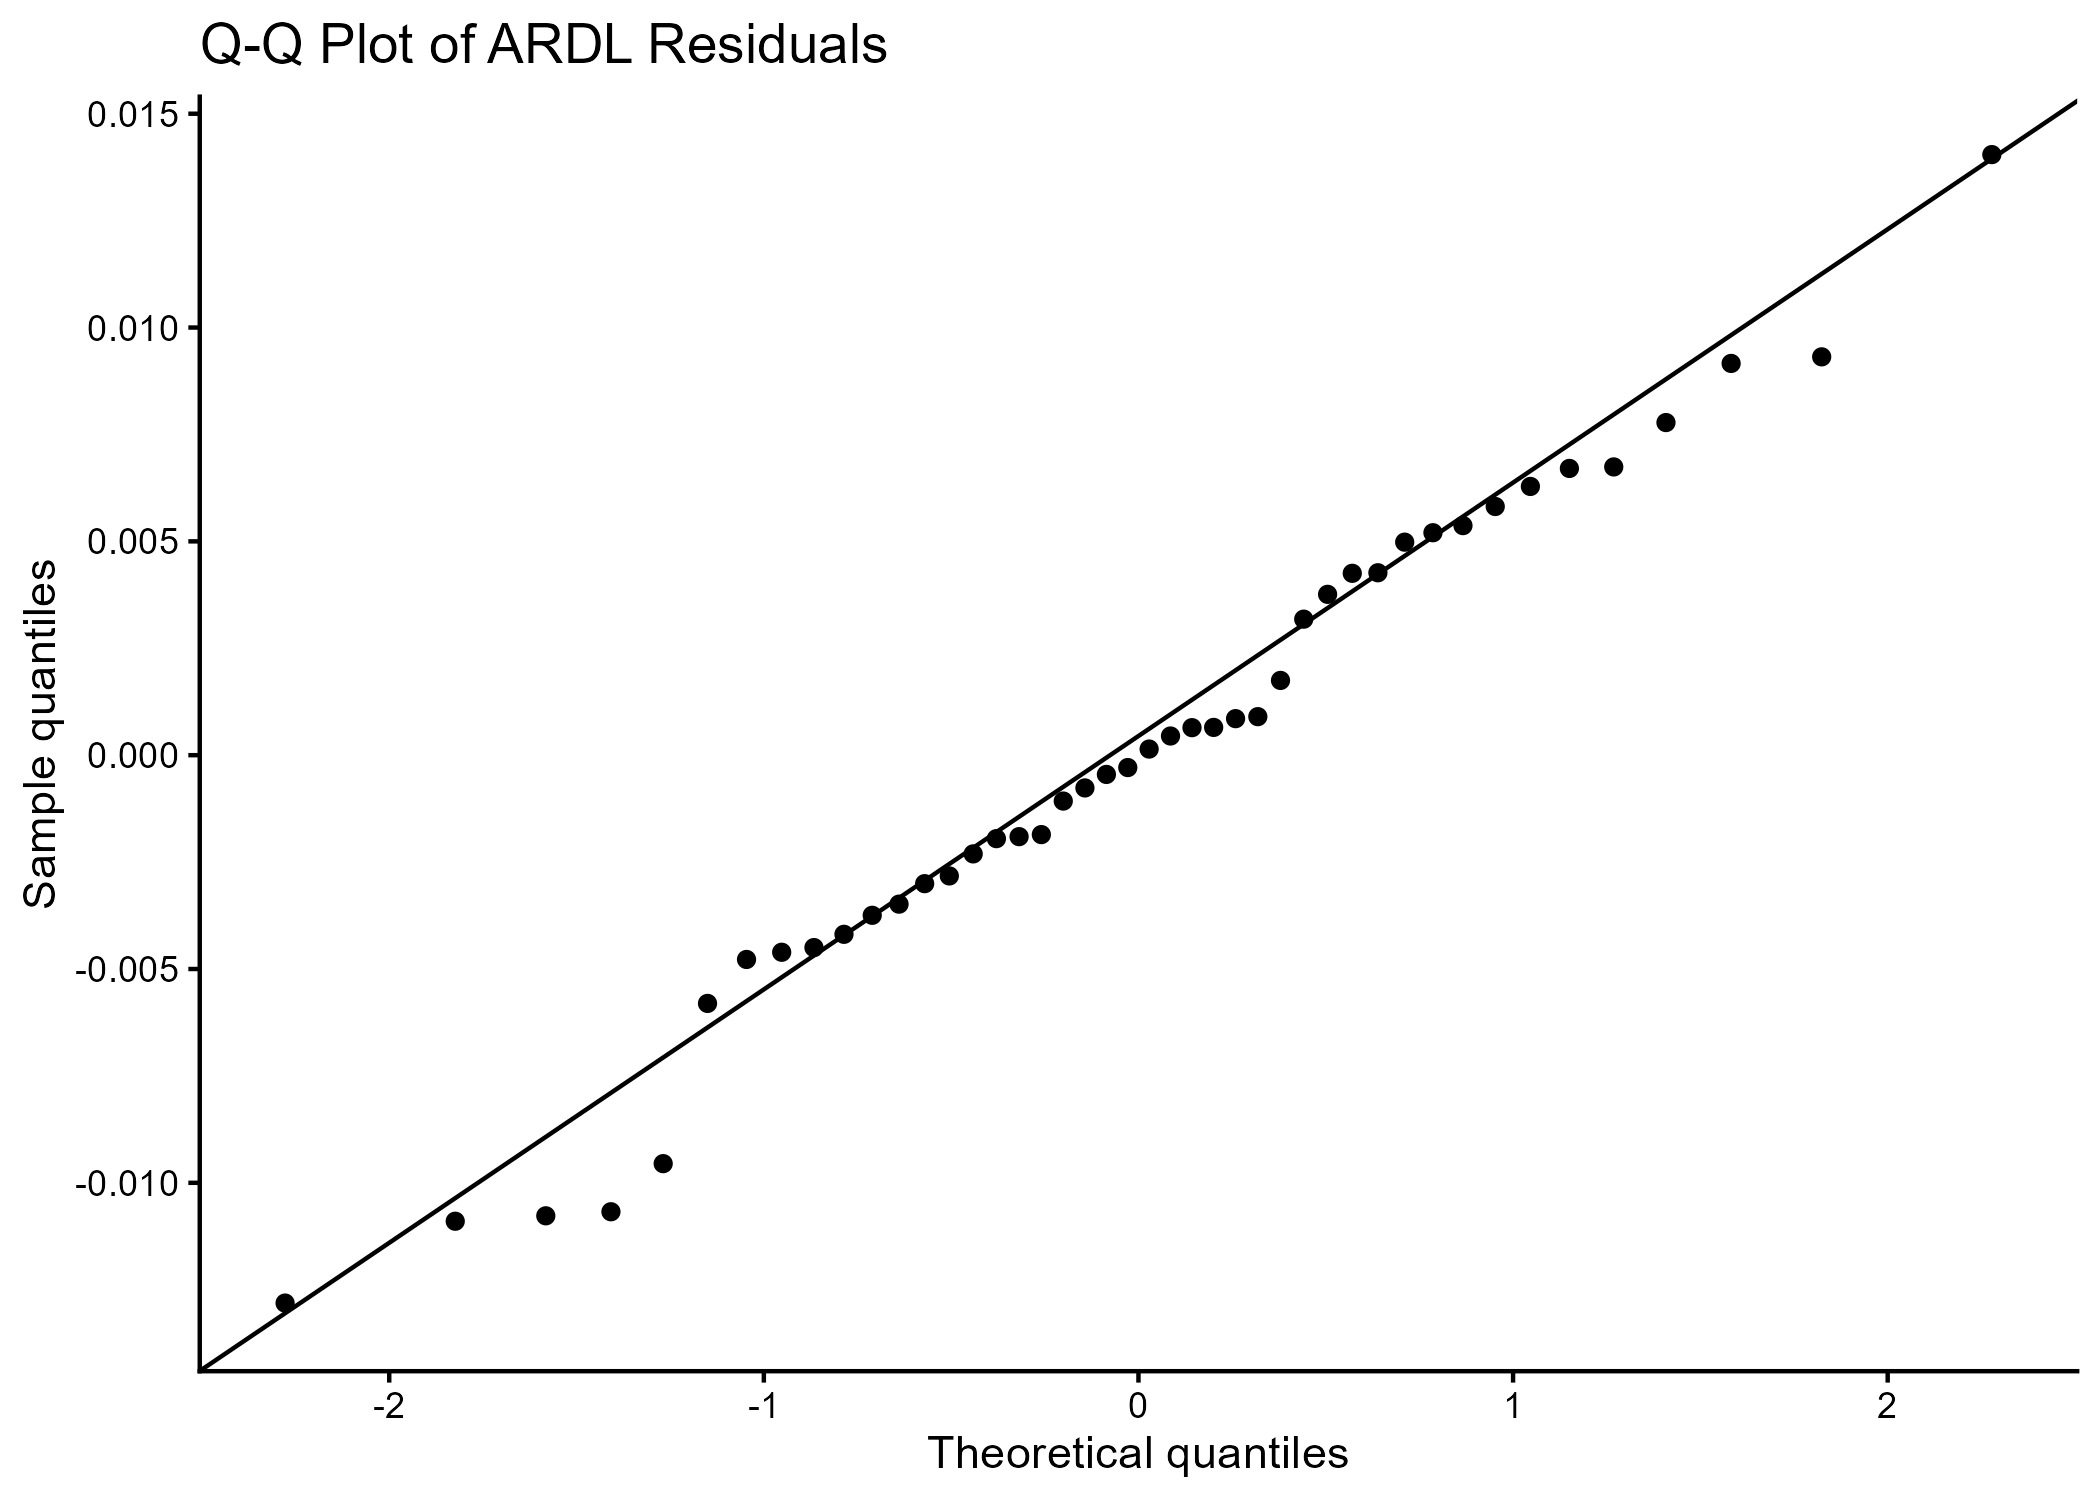 Q-Q Plot of ARDL Residuals
0.015
0.010
0.005
0.000
-0.005
-0.010
Sample quantiles
-2 -1 0 1 2
Theoretical quantiles